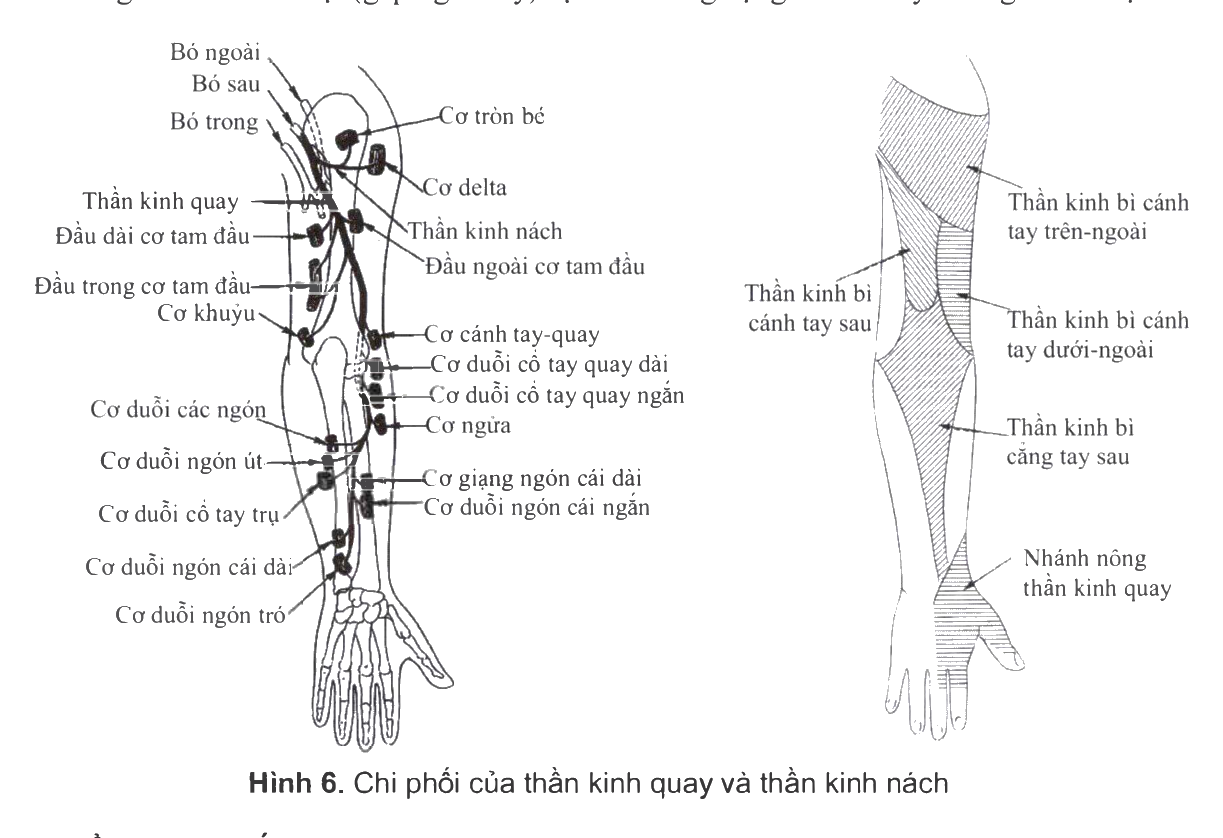 Bó ngoài
Bó sau
Bó trong
Thần kinh quay
Đầu dài cơ tam đầu
Đầu trong cơ tam đầu
Cơ khuỷu
Cơ duỗi các ngón
Cơ duỗi ngón út
Cơ duỗi cổ tay trụ
Cơ duỗi ngón cái dài
Cơ duỗi ngón trỏ
Cơ tròn bé
Cơ delta
Thần kinh nách
Đầu ngoài cơ tam đầu
Cơ cánh tay-quay
Cơ duỗi cổ tay quay dài
Cơ duỗi cổ tay quay ngắn
Cơ ngửa
Cơ giạng ngón cái dài
Cơ duỗi ngón cái ngắn
Thần kinh bì
cánh tay sau
Thần kinh bì cánh
tay trên-ngoài
Thần kinh bì cánh
tay dưới-ngoài
Thần kinh bì
cẳng tay sau
Nhánh nông
thần kinh quay
Hình 6. Chi phối của thần kinh quay và thần kinh nách